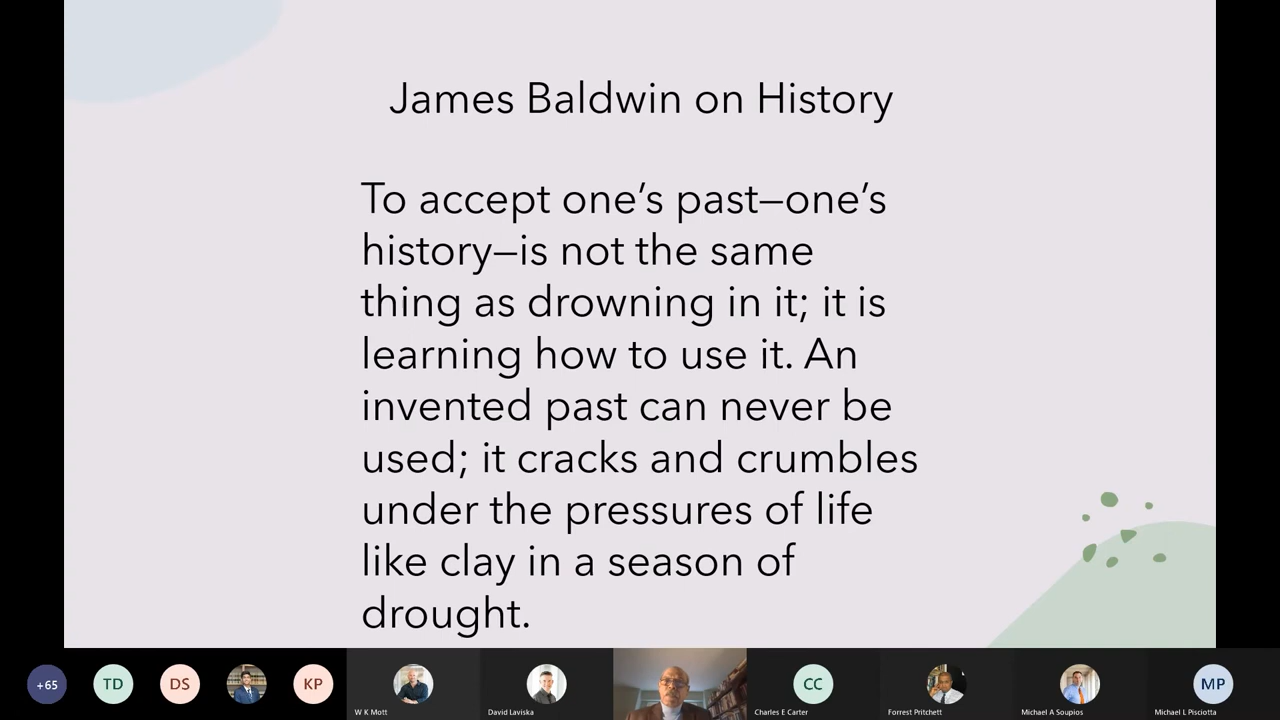 James Baldwin on History
To accept one’s past—one’s
history—is not the same
thing as drowning in it; it is
learning how to use it. An
invented past can never be
used; it cracks and crumbles
under the pressures of life
like clay in a season of
drought.
+65
TD
DS
KP
W K Mott
David Laviska
CC
Charles E Carter
Forrest Pritchett
Michael A Soupios
MP
Michael L Pisciotta